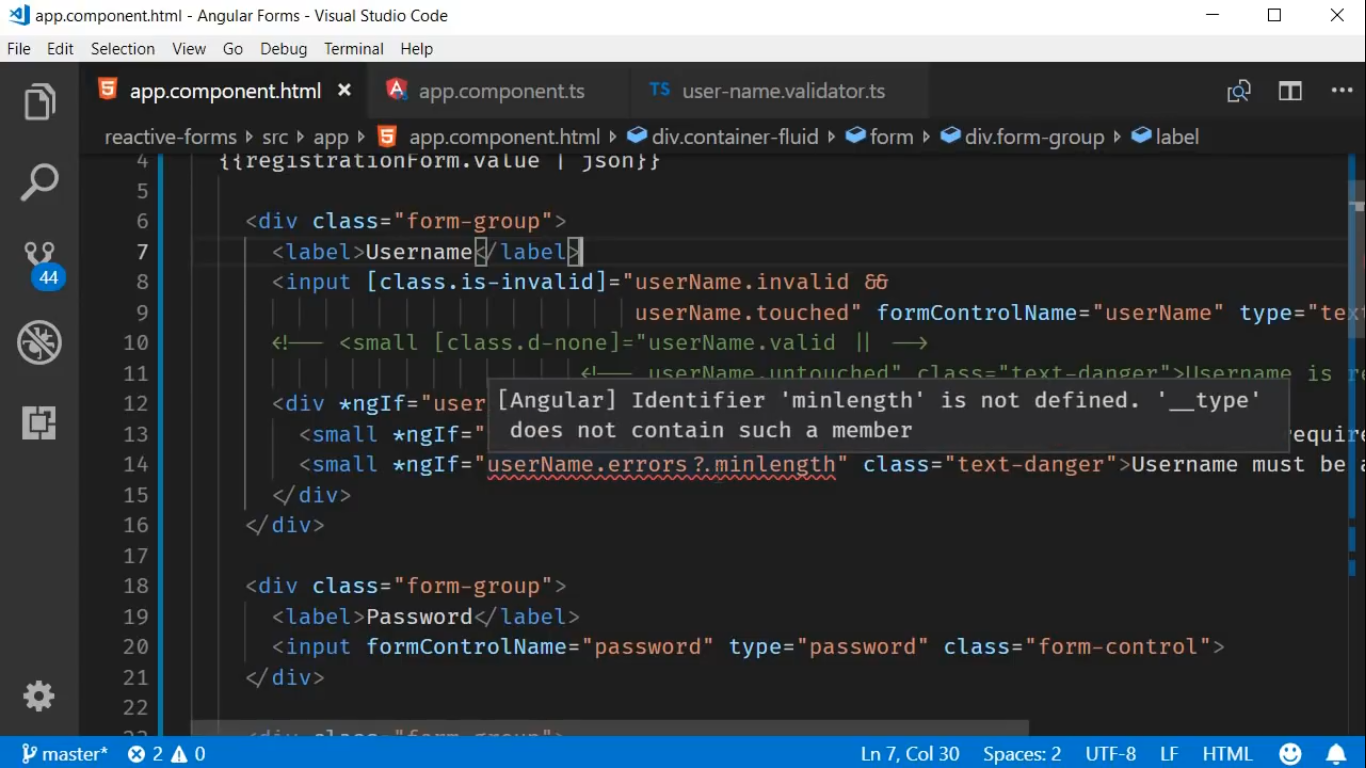 app.component.html - Angular Forms - Visual Studio Code
File Edit Selection View Go Debug Terminal Help
app.component.html app.component.ts TS user-name.validator.ts
reactive-forms src app app.component.html div.container-fluid form div.form-group label
4 {{registrationForm.value | json}}
5
6 <div class="form-group">
7 <label>Username</label>
8 <input [class.is-invalid]="userName.invalid &&
9 userName.touched" formControlName="userName" type="text
10 <!-- <small [class.d-none]="userName.valid || -->
11 <!-- userName.untouched" class="text-danger">Username is re
12 <div *ngIf="user
[Angular] Identifier 'minlength' is not defined. '__type'
does not contain such a member
13 <small *ngIf=" require
14 <small *ngIf="userName.errors?.minlength" class="text-danger">Username must be a
15 </div>
16 </div>
17
18 <div class="form-group">
19 <label>Password</label>
20 <input formControlName="password" type="password" class="form-control">
21 </div>
22
<div class="form-group">
master* 2 0 Ln 7, Col 30 Spaces: 2 UTF-8 LF HTML
44